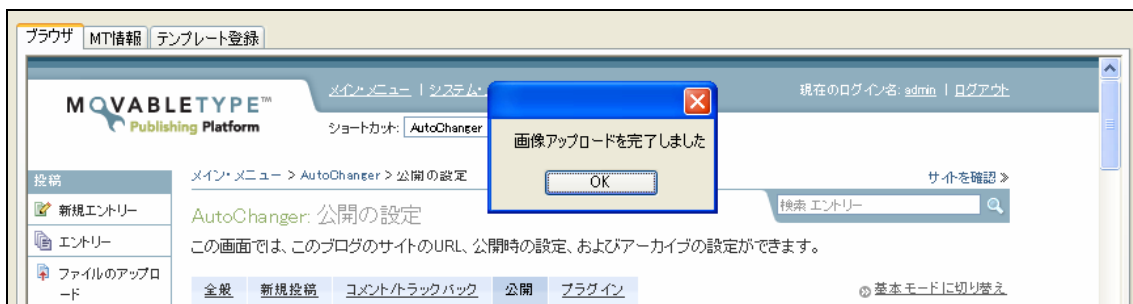 ブラウザ MT情報 テンプレート登録
MOVABLETYPE™
Publishing Platform
メイン・メニュー | システム・
現在のログイン名: admin | ログアウト
ショートカット: AutoChanger
画像アップロードを完了しました
OK
投稿
メイン・メニュー > AutoChanger > 公開の設定
サイトを確認 »
新規エントリー
AutoChanger: 公開の設定
検索 エントリー
エントリー
この画面では、このブログのサイトのURL、公開時の設定、およびアーカイブの設定ができます。
ファイルのアップロ
ード
全般 新規投稿 コメント/トラックバック 公開 プラグイン
基本モードに切り替え